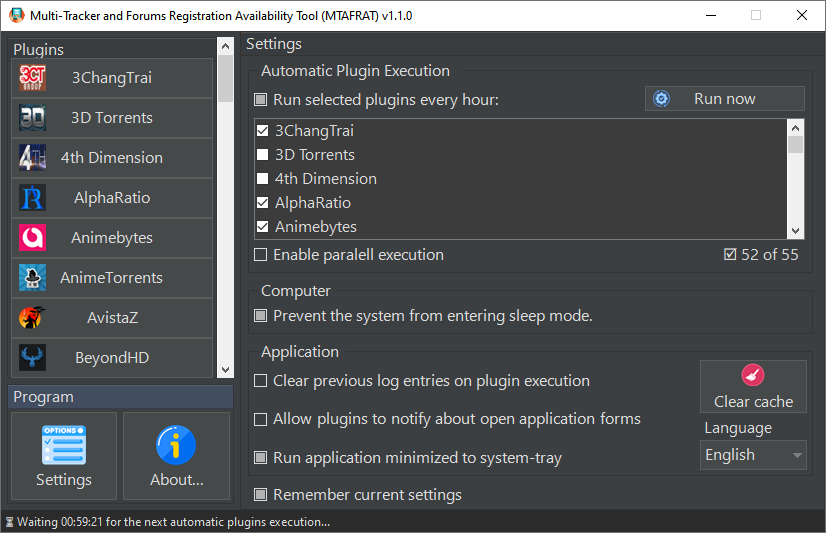 Multi-Tracker and Forums Registration Availability Tool (MTAFRAT) v1.1.0
Plugins
3ChangTrai
3D Torrents
4th Dimension
AlphaRatio
Animebytes
AnimeTorrents
AvistaZ
BeyondHD
Program
OPTIONS
Settings
About...
Settings
Automatic Plugin Execution
Run selected plugins every hour:
Run now
3ChangTrai
3D Torrents
4th Dimension
AlphaRatio
Animebytes
Enable paralell execution
52 of 55
Computer
Prevent the system from entering sleep mode.
Application
Clear previous log entries on plugin execution
Allow plugins to notify about open application forms
Run application minimized to system-tray
Clear cache
Language
English
Remember current settings
Waiting 00:59:21 for the next automatic plugins execution...